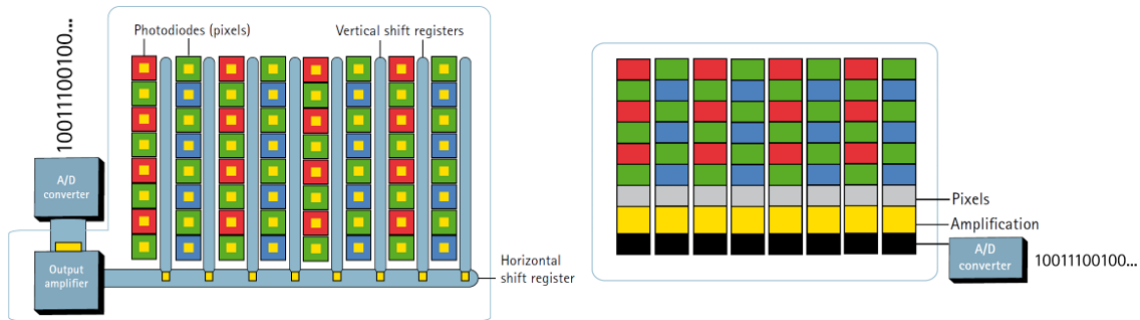 10011100100...
Photodiodes (pixels)
Vertical shift registers
A/D
converter
Output
amplifier
Horizontal
shift register
Pixels
Amplification
A/D
converter
10011100100...